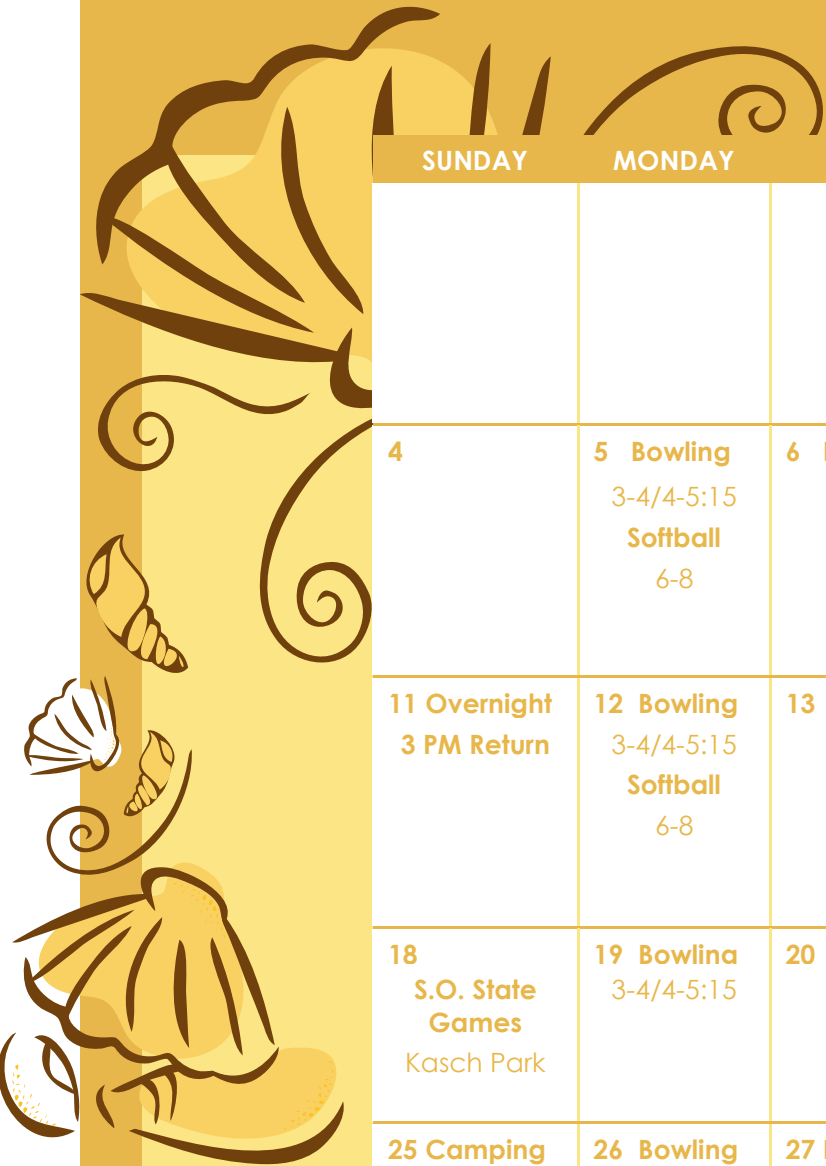 SUNDAY MONDAY
4
5 Bowling
3-4/4-5:15
Softball
6-8
6
11 Overnight
3 PM Return
12 Bowling
3-4/4-5:15
Softball
6-8
13
18
S.O. State
Games
Kasch Park
19 Bowling
3-4/4-5:15
20
25 Camping
26 Bowling
27